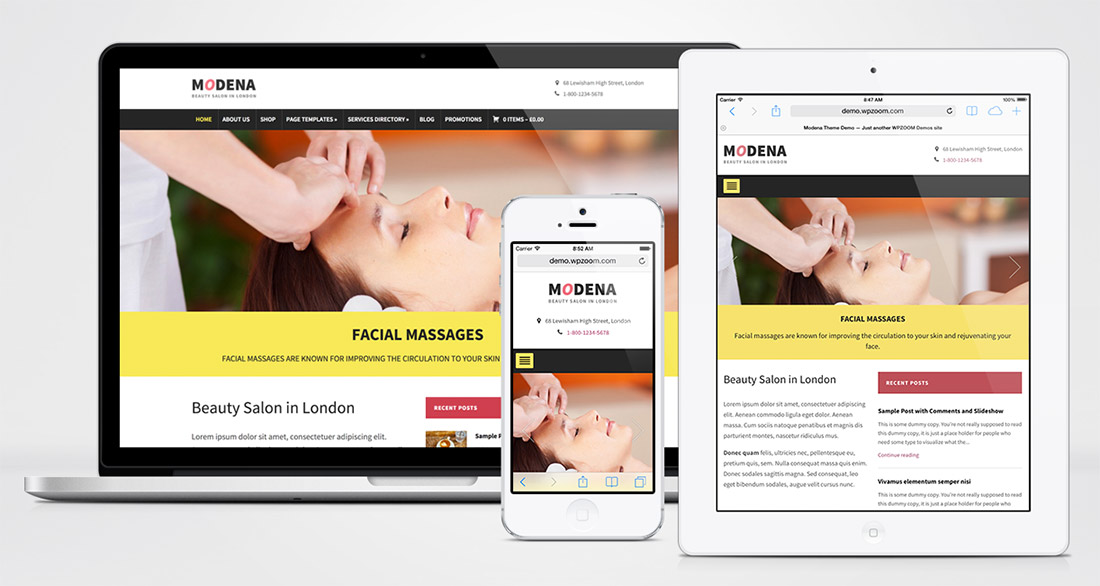 MODENA
BEAUTY SALON IN LONDON
68 Lewisham High Street, London
1-800-1234-5678
HOME ABOUT US SHOP PAGE TEMPLATES SERVICES DIRECTORY BLOG PROMOTIONS 0 ITEMS – £0.00
FACIAL MASSAGES
FACIAL MASSAGES ARE KNOWN FOR IMPROVING THE CIRCULATION TO YOUR SKIN
Beauty Salon in London
RECENT POSTS
Lorem ipsum dolor sit amet, consectetuer adipiscing elit.
Sample P
Carrier 8:52 AM
demo.wpzoom.com
MODENA
BEAUTY SALON IN LONDON
68 Lewisham High Street, London
1-800-1234-5678
Carrier 8:47 AM 100%
demo.wpzoom.com
Modena Theme Demo — Just another WPZOOM Demos site
MODENA
BEAUTY SALON IN LONDON
68 Lewisham High Street, London
1-800-1234-5678
FACIAL MASSAGES
Facial massages are known for improving the circulation to your skin and rejuvenating your
face.
Beauty Salon in London
Lorem ipsum dolor sit amet, consectetuer adipiscing
elit. Aenean commodo ligula eget dolor. Aenean
massa. Cum sociis natoque penatibus et magnis dis
parturient montes, nascetur ridiculus mus.
Donec quam felis, ultricies nec, pellentesque eu,
pretium quis, sem. Nulla consequat massa quis enim.
Donec sodales sagittis magna. Sed consequat, leo
eget bibendum sodales, augue velit cursus nunc.
RECENT POSTS
Sample Post with Comments and Slideshow
This is some dummy copy. You're not really supposed to read
this dummy copy, it is just a place holder for people who
need some type to visualize what the...
Continue reading
Vivamus elementum semper nisi
This is some dummy copy. You're not really supposed to read
this dummy copy, it is just a place holder for people who